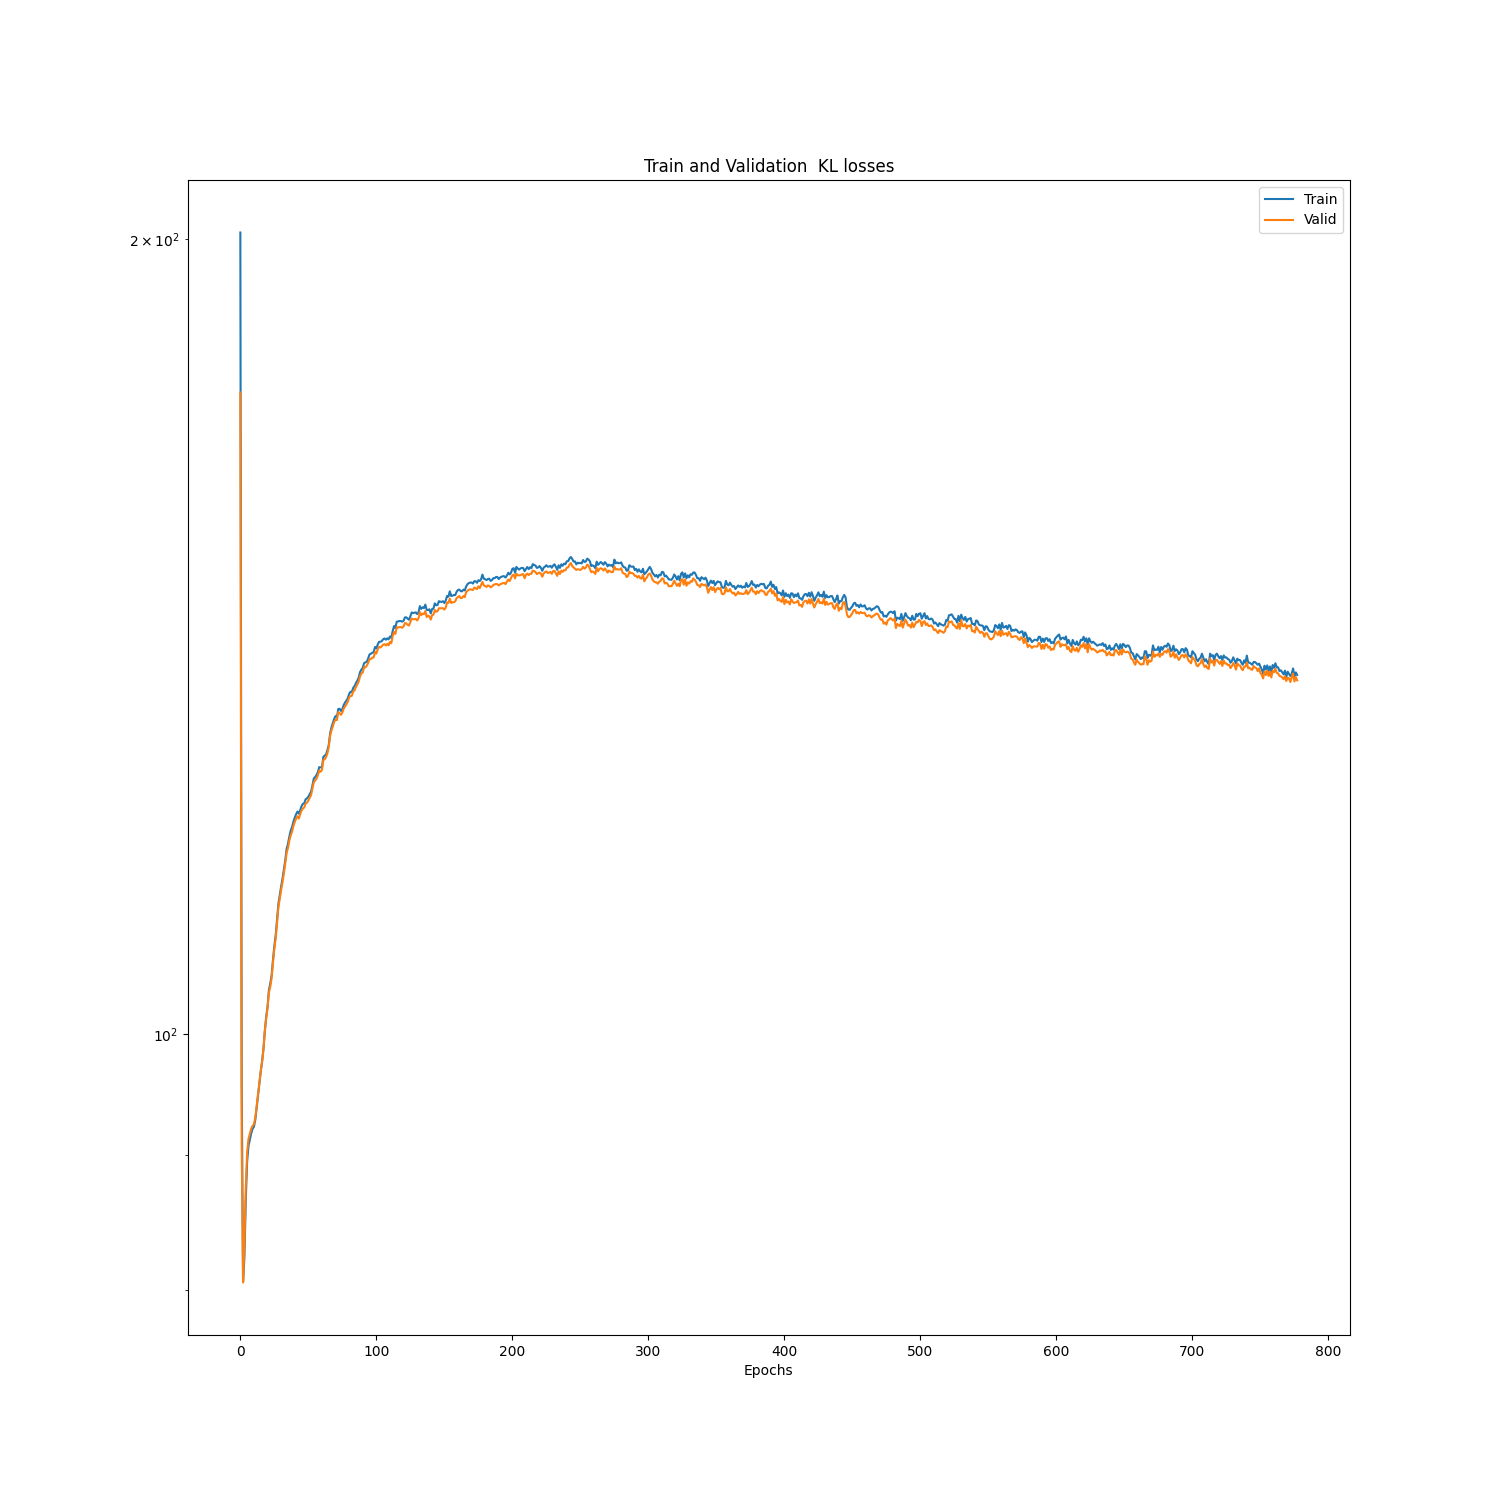 Train and Validation  KL losses
Train
Valid
2 × 10²
10²
0 100 200 300 400 500 600 700 800
Epochs